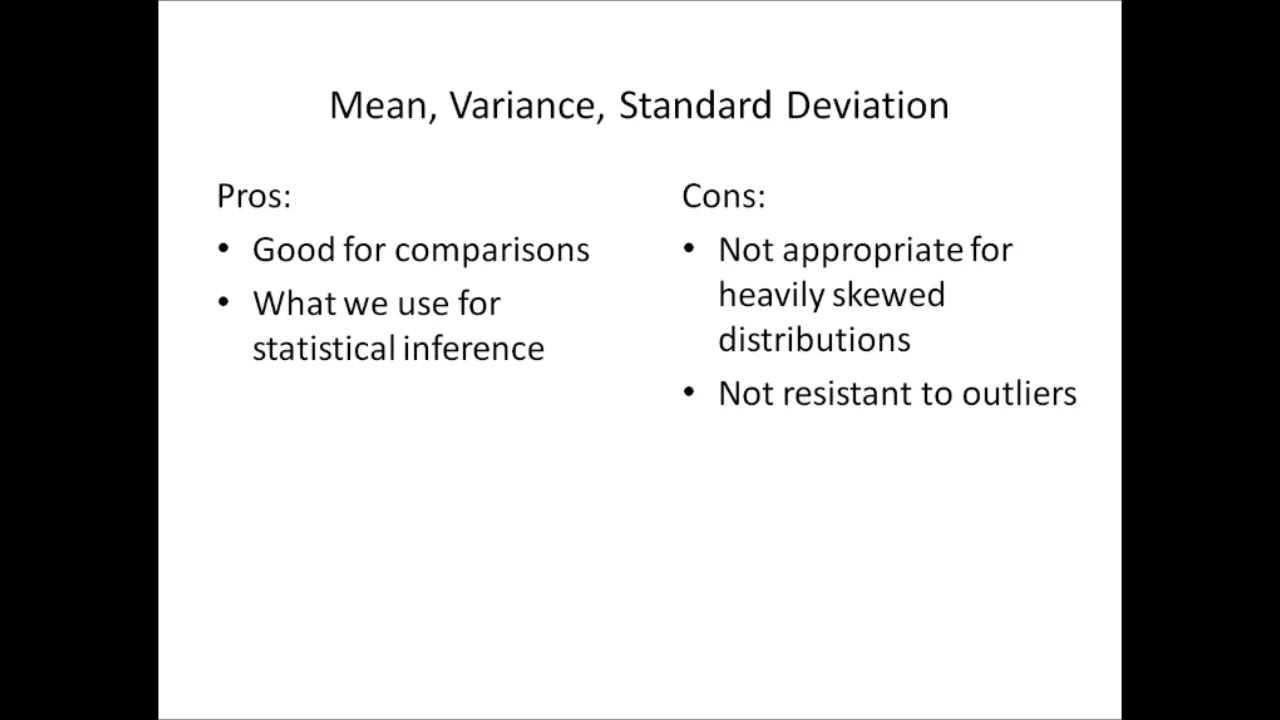 Mean, Variance, Standard Deviation
Pros:
• Good for comparisons
• What we use for
statistical inference
Cons:
• Not appropriate for
heavily skewed
distributions
• Not resistant to outliers